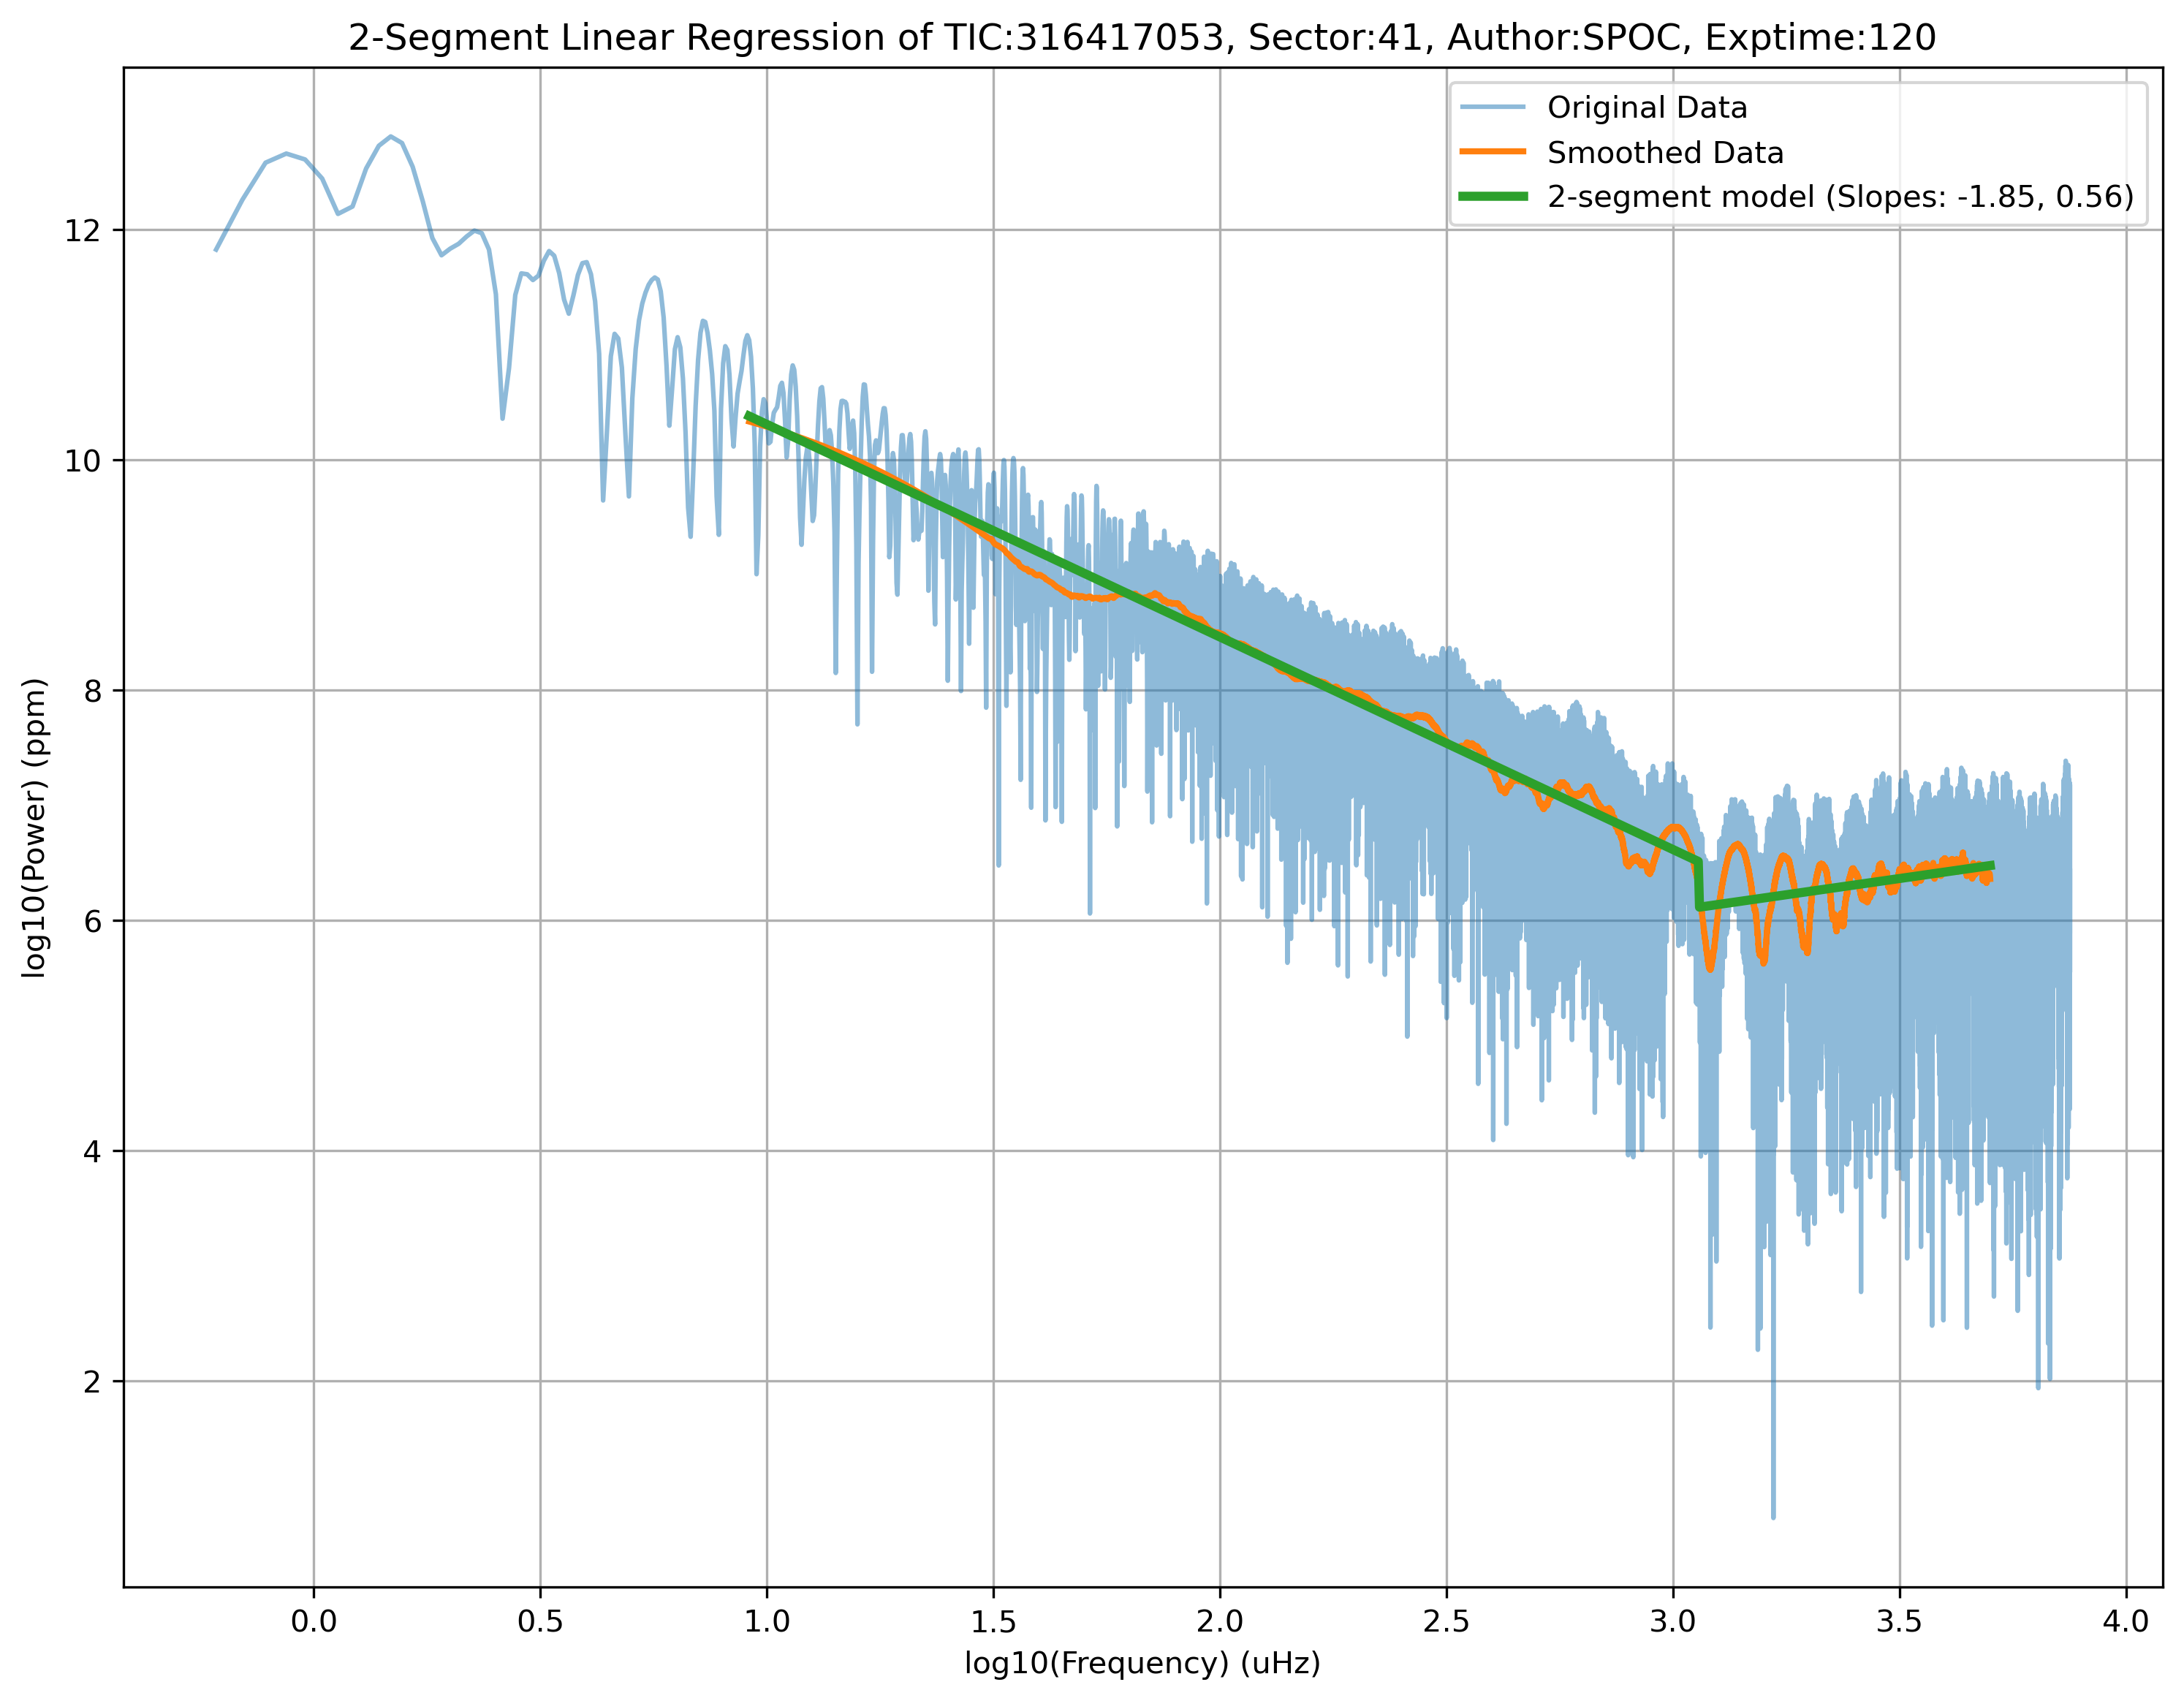 2-Segment Linear Regression of TIC:316417053, Sector:41, Author:SPOC, Exptime:120
Original Data
Smoothed Data
2-segment model (Slopes: -1.85, 0.56)
12
10
8
6
4
2
log10(Power) (ppm)
0.0 0.5 1.0 1.5 2.0 2.5 3.0 3.5 4.0
log10(Frequency) (uHz)